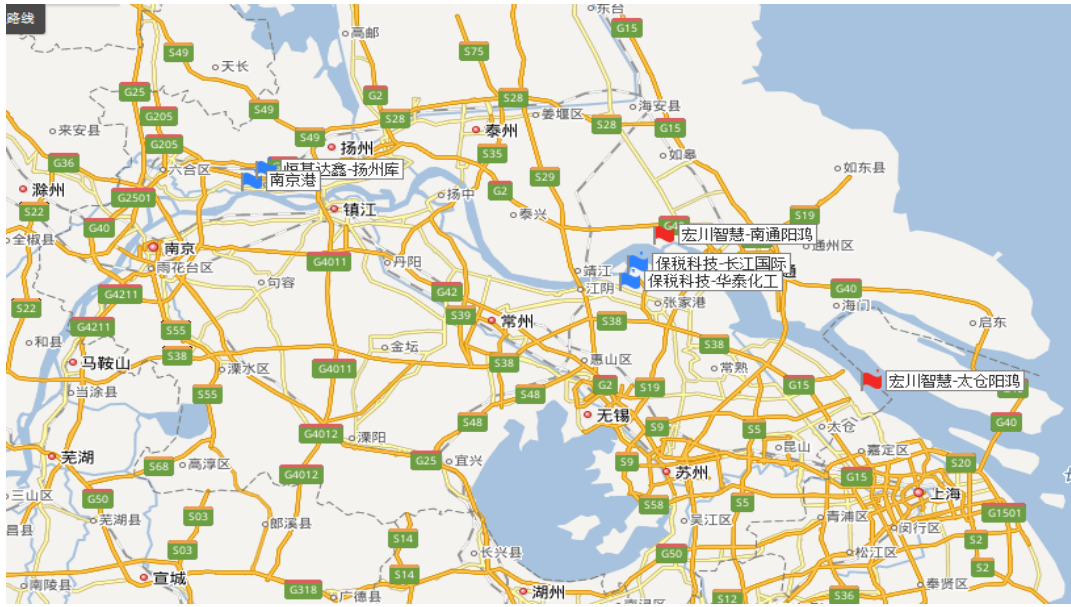 路线
东台
G15
高邮
S49
S75
天长
G25
G2
S28
海安县
G205
S49
S28
姜堰区
S28
G15
来安县
泰州
G205
S49
扬州
如皋
G36
六合区
恒基达鑫-扬州库
S35
S29
如东县
滁州
南京港
扬中
G2
G2501
S22
镇江
泰兴
S19
G40
宏川智慧-南通阳鸿
全椒县
南京
通州区
雨花台区
G4011
丹阳
靖江
保税科技-长江国际
通
句容
保税科技-华泰化工
G4211
G42
江阴
G40
S22
张家港
海门
S39
常州
S38
启东
G4211
S55
和县
金坛
S38
S38
马鞍山
S38
溧水区
G4011
惠山区
常熟
宏川智慧-太仓阳鸿
当涂县
S55
S48
G2
S19
G15
无锡
S48
G40
G4012
溧阳
S9
S5
太仓
芜湖
昆山
嘉定区
S68
高淳区
G25
宜兴
S9
S20
G4012
苏州
G15
三山区
G50
上海
S58
S5
G1501
昌县
芜湖县
S03
郎溪县
吴江区
青浦区
闵行区
S14
S2
S03
长兴县
G50
松江区
S2
宣城
S14
南陵县
G318
广德县
湖州
奉贤区
S12
S36